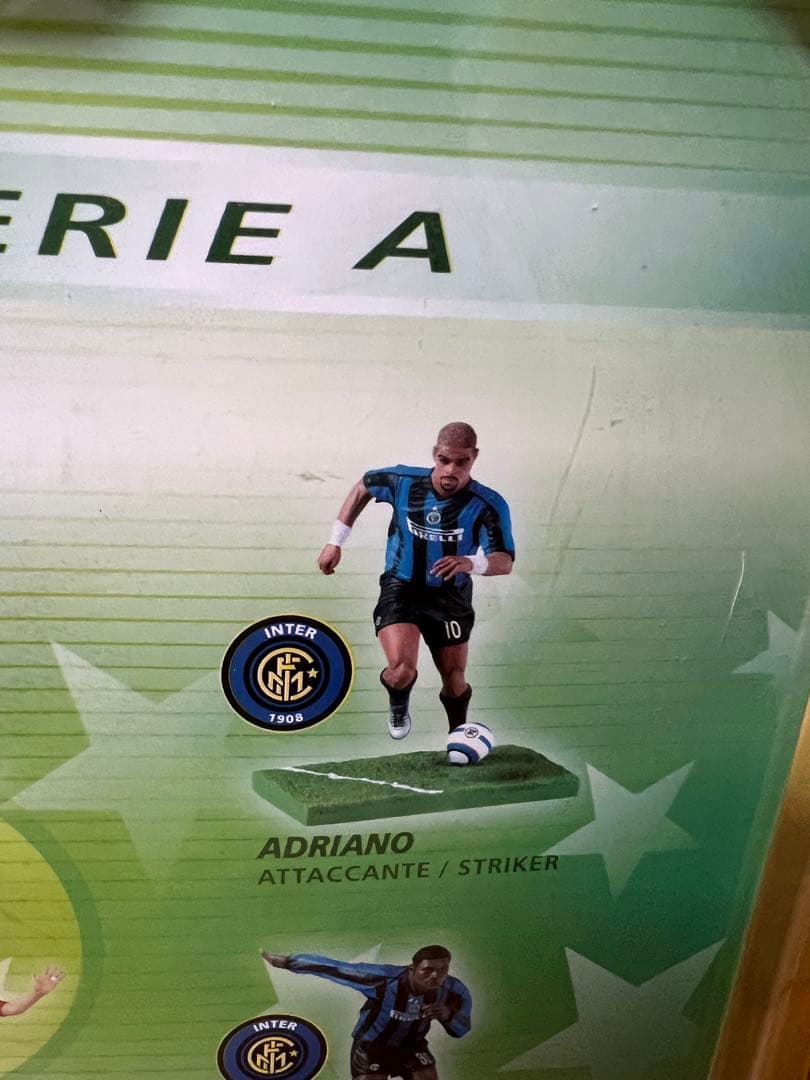 ERIE A
PIRELLI
10
INTER
1908
ADRIANO
ATTACCANTE / STRIKER
INTER